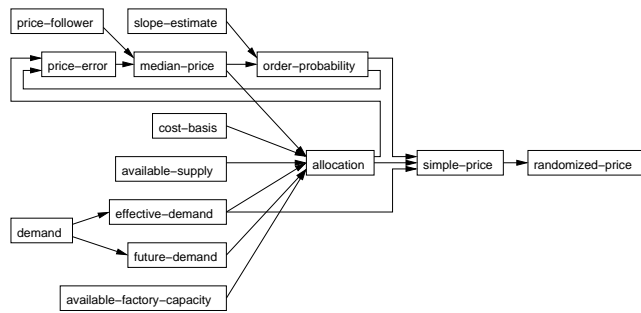 price–follower
slope–estimate
price–error
median–price
order–probability
cost–basis
available–supply
allocation
simple–price
randomized–price
effective–demand
demand
future–demand
available–factory–capacity